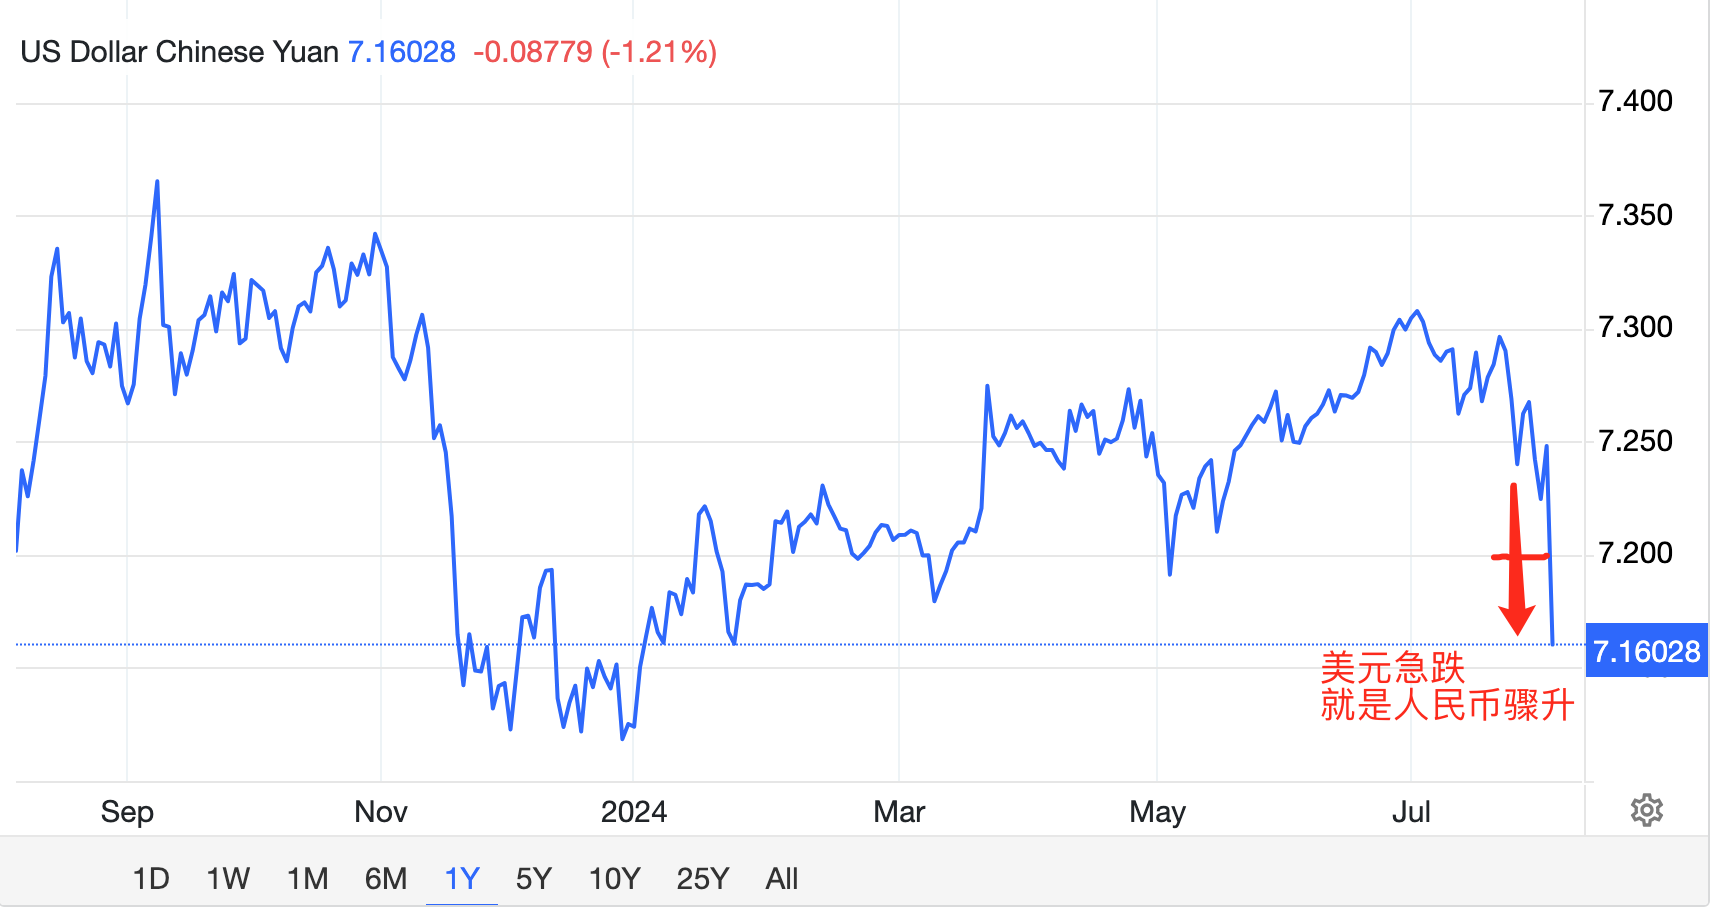 US Dollar Chinese Yuan 7.16028 -0.08779 (-1.21%)
7.400
7.350
7.300
7.250
7.200
7.16028
美元急跌
就是人民币骤升
Sep Nov 2024 Mar May Jul
1D 1W 1M 6M 1Y 5Y 10Y 25Y All